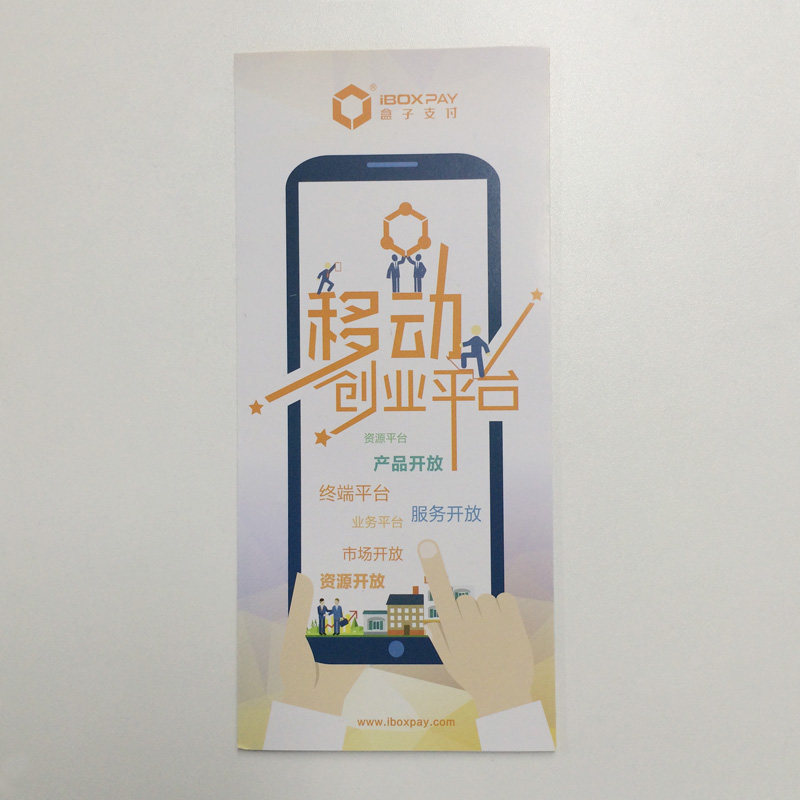 iBOXPAY®
盒子支付
移动
创业平台
资源平台
产品开放
终端平台
服务开放
业务平台
市场开放
资源开放
www.iboxpay.com